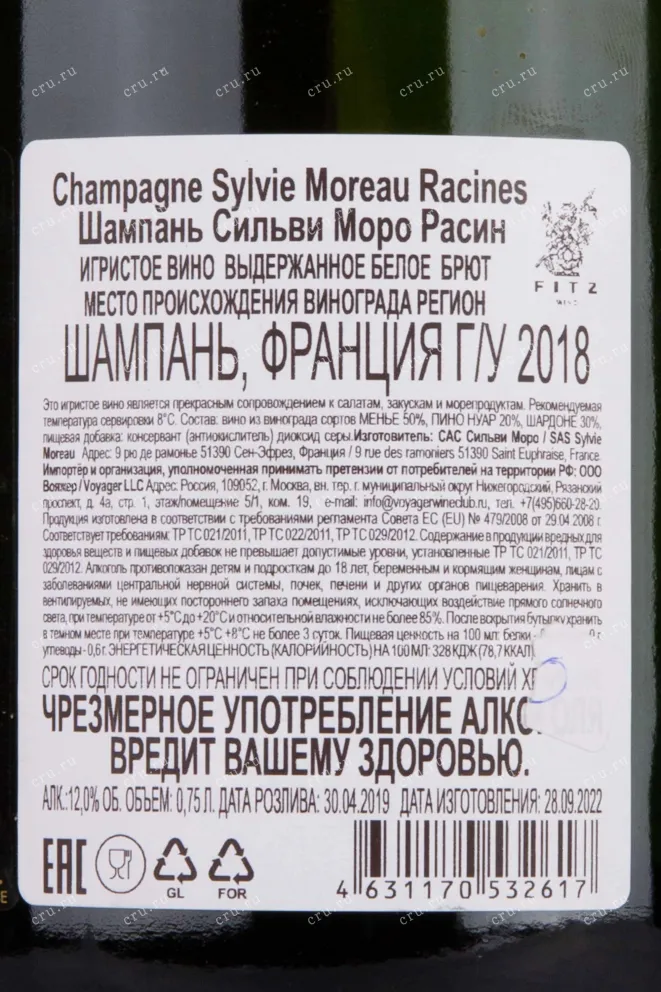 Champagne Sylvie Moreau Racines
Шампань Сильви Моро Расин
ИГРИСТОЕ ВИНО ВЫДЕРЖАННОЕ БЕЛОЕ БРЮТ
МЕСТО ПРОИСХОЖДЕНИЯ ВИНОГРАДА РЕГИОН
FITZ
WINE
ШАМПАНЬ, ФРАНЦИЯ Г/У 2018
Это игристое вино является прекрасным сопровождением к салатам, закускам и морепродуктам. Рекомендуемая
температура сервировки 8°С. Состав: вино из винограда сортов МЕНЬЕ 50%, ПИНО НУАР 20%, ШАРДОНЕ 30%,
пищевая добавка: консервант (антиокислитель) диоксид серы.Изготовитель: САС Сильви Моро / SAS Sylvie
Moreau Адрес: 9 рю де рамонье 51390 Сен-Эфрез, Франция / 9 rue des ramoniers 51390 Saint Euphraise, France.
Импортёр и организация, уполномоченная принимать претензии от потребителей на территории РФ: ООО
Вояжер/Voyager LLC Адрес: Россия, 109052, г. Москва, вн. тер. г. муниципальный округ Нижегородский, Рязанский
проспект, д. 4а, стр. 1, этаж/помещение 5/1, ком. 19, e-mail: info@voyagerwineclub.ru, тел. +7(495)660-28-20.
Продукция изготовлена в соответствии с требованиями регламента Совета ЕС (EU) № 479/2008 от 29.04.2008 г.
Соответствует требованиям: ТР ТС 021/2011, ТР ТС 022/2011, ТР ТС 029/2012. Содержание в продукции вредных для
здоровья веществ и пищевых добавок не превышает допустимые уровни, установленные ТР ТС 021/2011, ТР ТС
029/2012. Алкоголь противопоказан детям и подросткам до 18 лет, беременным и кормящим женщинам, лицам с
заболеваниями центральной нервной системы, почек, печени и других органов пищеварения. Хранить в
вентилируемых, не имеющих постороннего запаха помещениях, исключающих воздействие прямого солнечного
света, при температуре от +5°С до +20°С и относительной влажности не более 85%. После вскрытия бутылку хранить
в темном месте при температуре +5°С +8°С не более 3 суток. Пищевая ценность на 100 мл: белки -
углеводы - 0,6 г. ЭНЕРГЕТИЧЕСКАЯ ЦЕННОСТЬ (КАЛОРИЙНОСТЬ) НА 100 МЛ: 328 КДЖ (78,7 ККАЛ)
СРОК ГОДНОСТИ НЕ ОГРАНИЧЕН ПРИ СОБЛЮДЕНИИ УСЛОВИЙ
ЧРЕЗМЕРНОЕ УПОТРЕБЛЕНИЕ АЛКО
ВРЕДИТ ВАШЕМУ ЗДОРОВЬЮ.
АЛК.:12,0% ОБ. ОБЪЕМ: 0,75 Л. ДАТА РОЗЛИВА: 30.04.2019 ДАТА ИЗГОТОВЛЕНИЯ: 28.09.2022
EAC
GL
FOR
4 631170 532617